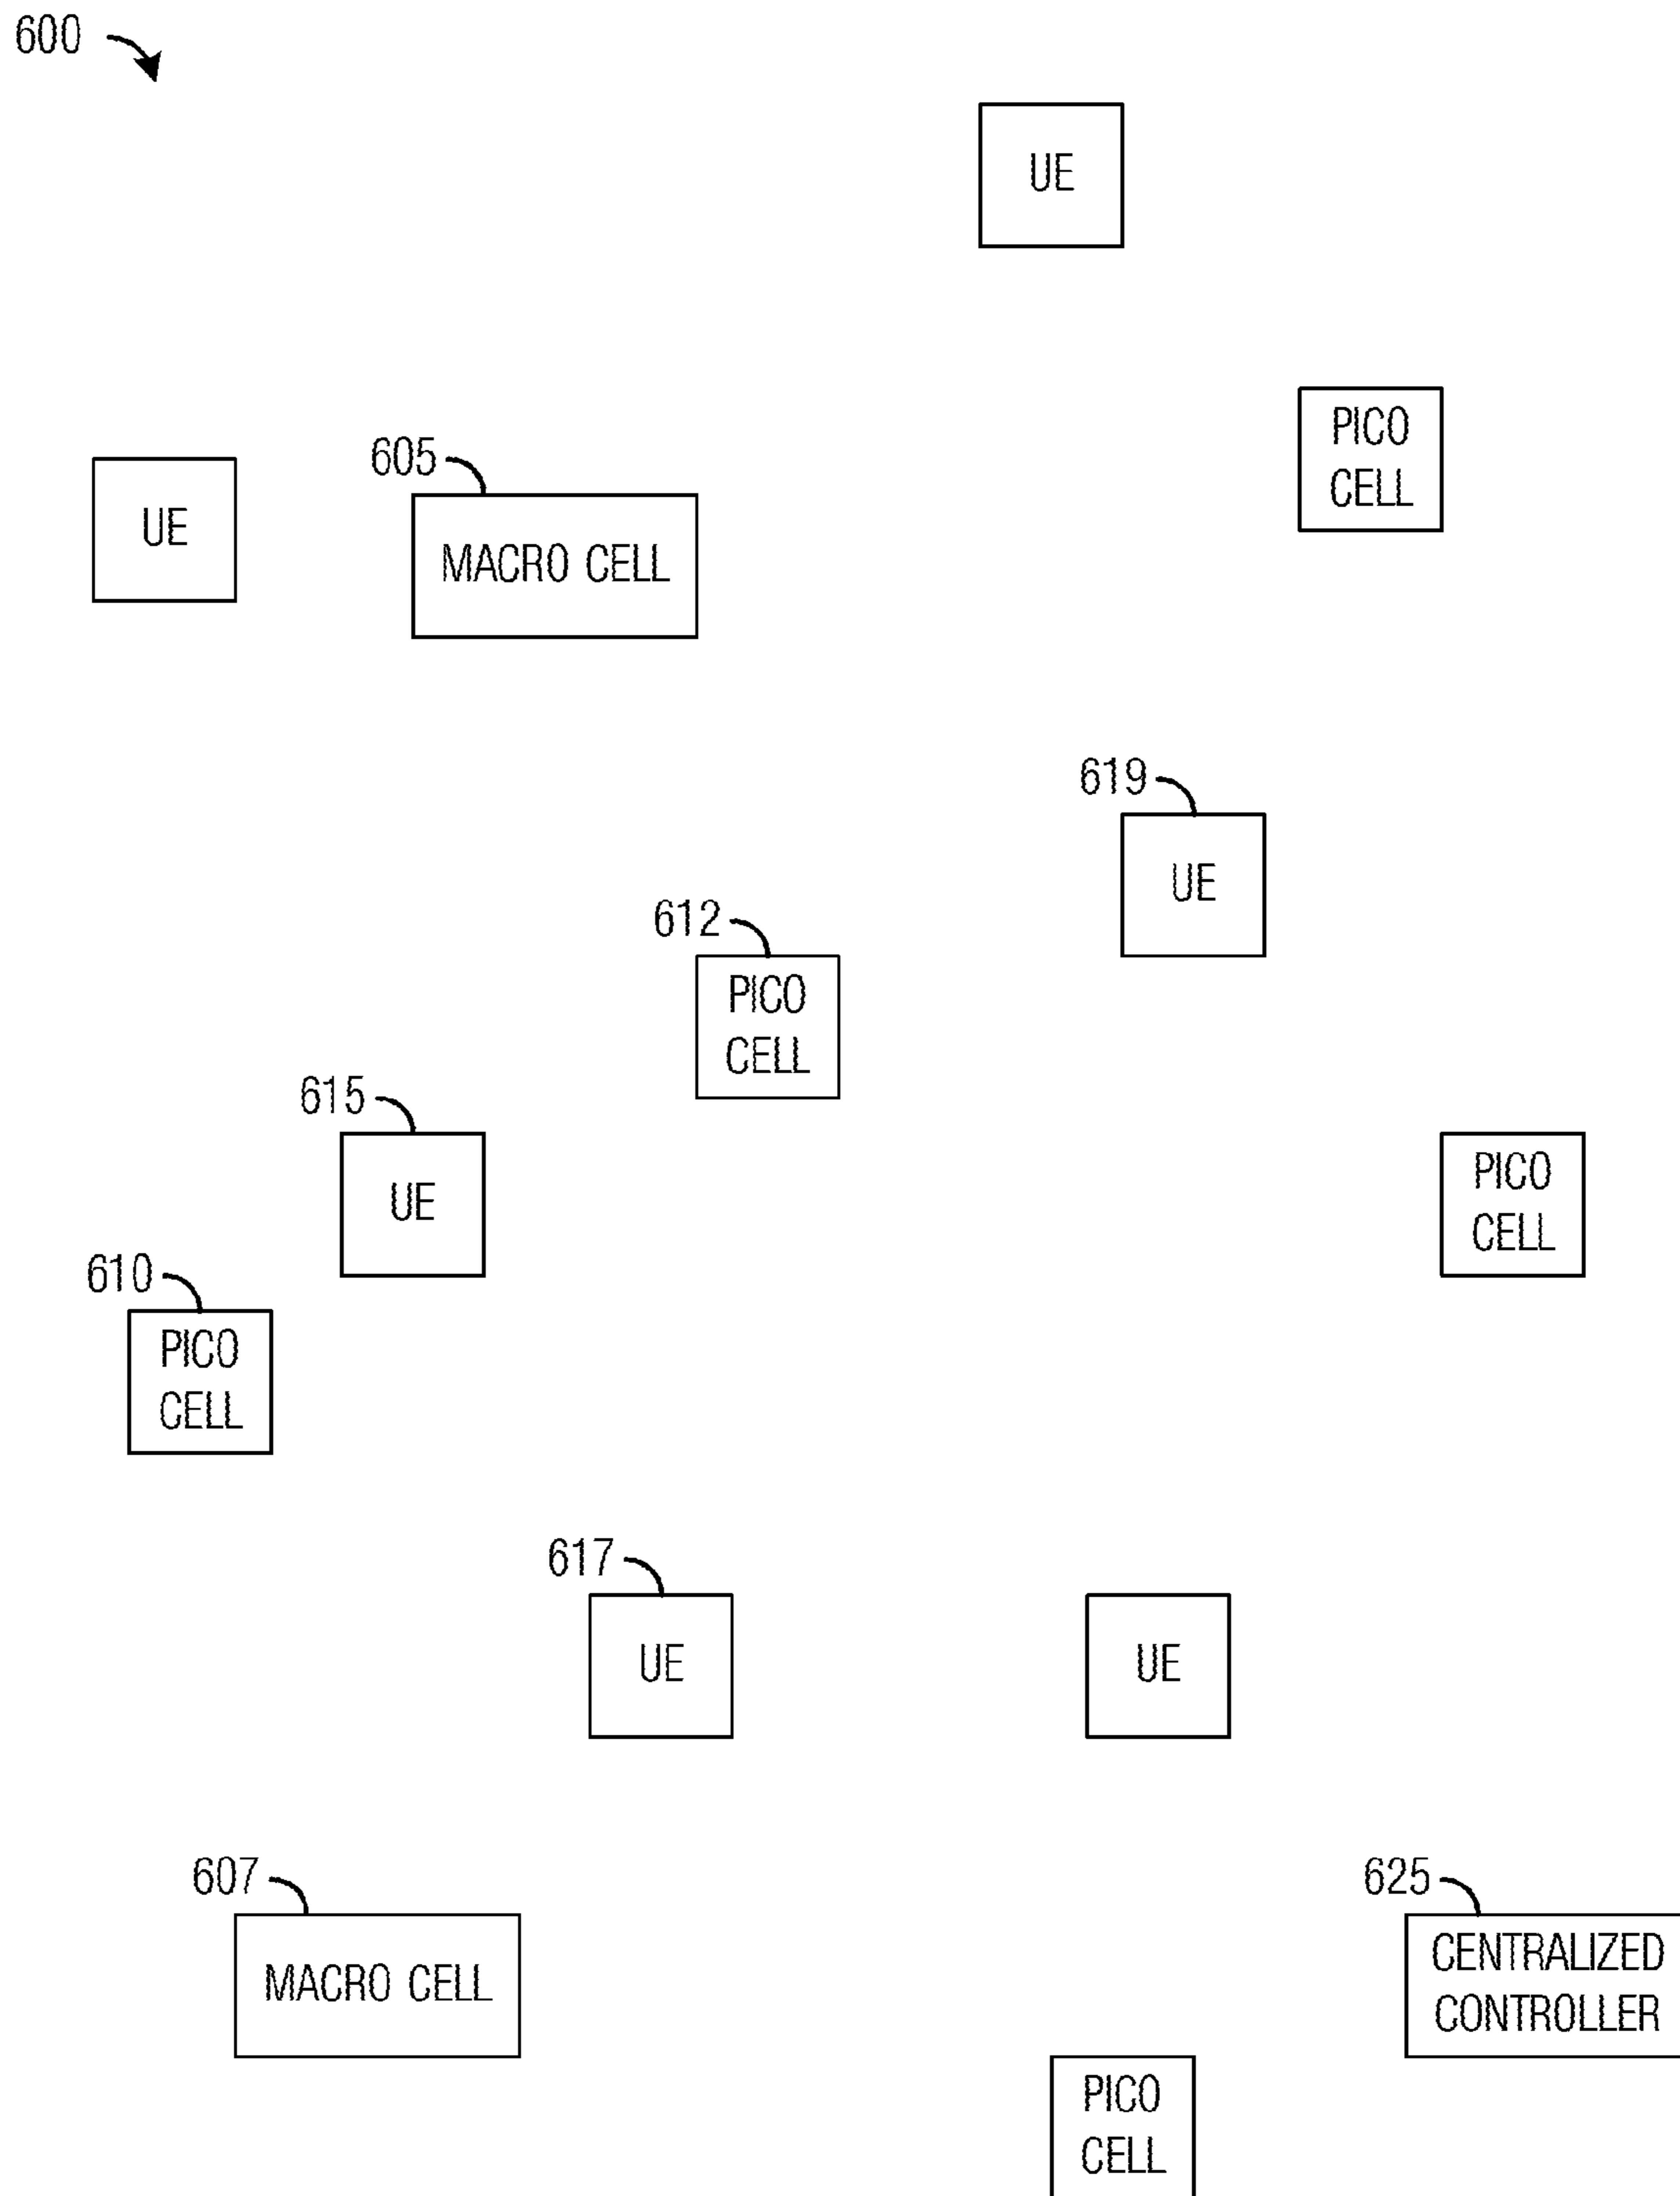 600
UE
PICO
CELL
605
UE
MACRO CELL
619
UE
612
PICO
CELL
615
UE
PICO
CELL
610
PICO
CELL
617
UE
UE
607
MACRO CELL
625
CENTRALIZED
CONTROLLER
PICO
CELL